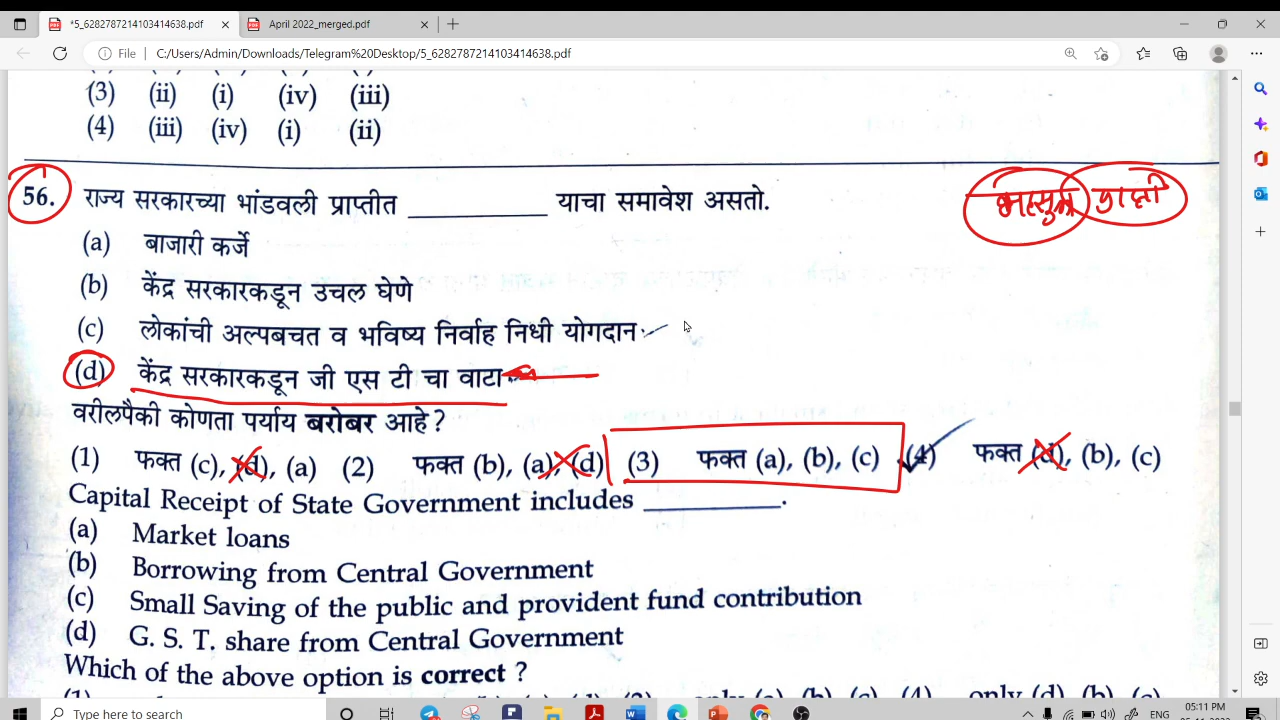 *5_6282787214103414638.pdf
April 2022_merged.pdf
File C:/Users/Admin/Downloads/Telegram%20Desktop/5_6282787214103414638.pdf
(3) (ii) (i) (iv) (iii)
(4) (iii) (iv) (i) (ii)
56. राज्य सरकारच्या भांडवली प्राप्तीत ________ याचा समावेश असतो.
(a) बाजारी कर्जे
(b) केंद्र सरकारकडून उचल घेणे
(c) लोकांची अल्पबचत व भविष्य निर्वाह निधी योगदान
(d) केंद्र सरकारकडून जी एस टी चा वाटा
वरीलपैकी कोणता पर्याय बरोबर आहे?
(1) फक्त (c), (d), (a) (2) फक्त (b), (a), (d) (3) फक्त (a), (b), (c) (4) फक्त (d), (b), (c)
Capital Receipt of State Government includes ________.
(a) Market loans
(b) Borrowing from Central Government
(c) Small Saving of the public and provident fund contribution
(d) G. S. T. share from Central Government
Which of the above option is correct ?
only (d), (b), (c)
Type here to search
ENG
05:11 PM